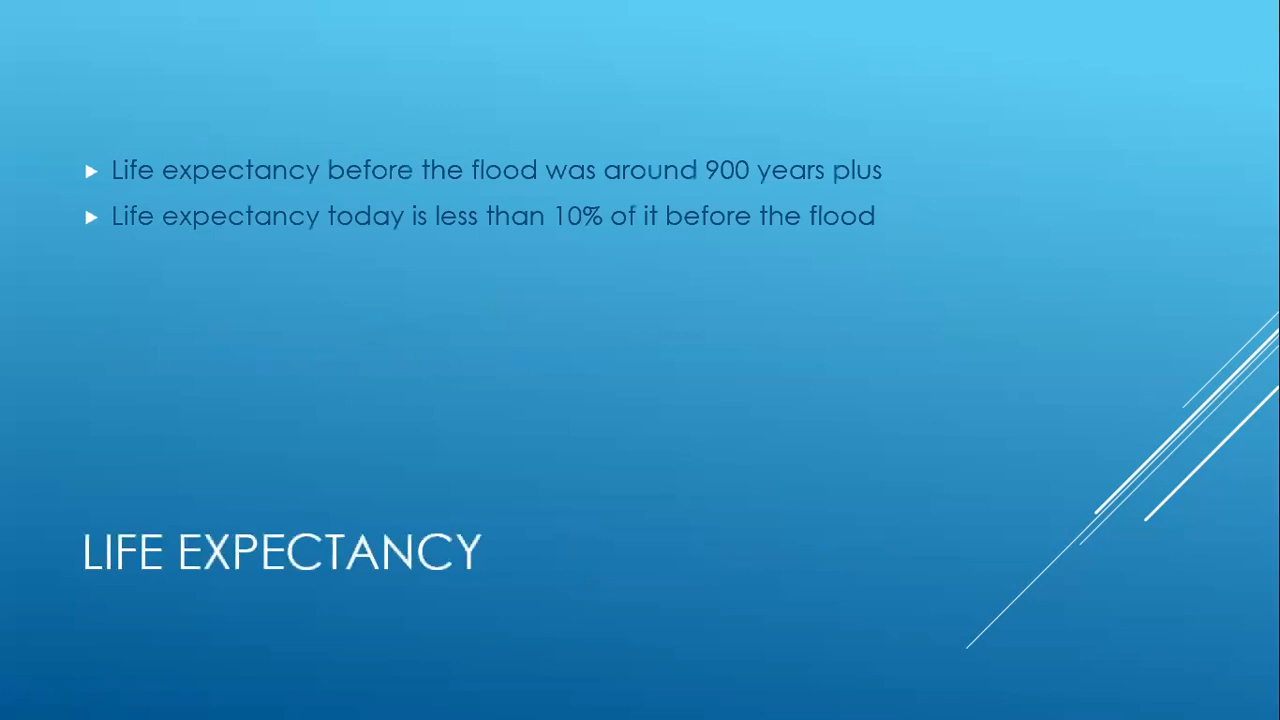 Life expectancy before the flood was around 900 years plus
Life expectancy today is less than 10% of it before the flood
LIFE EXPECTANCY